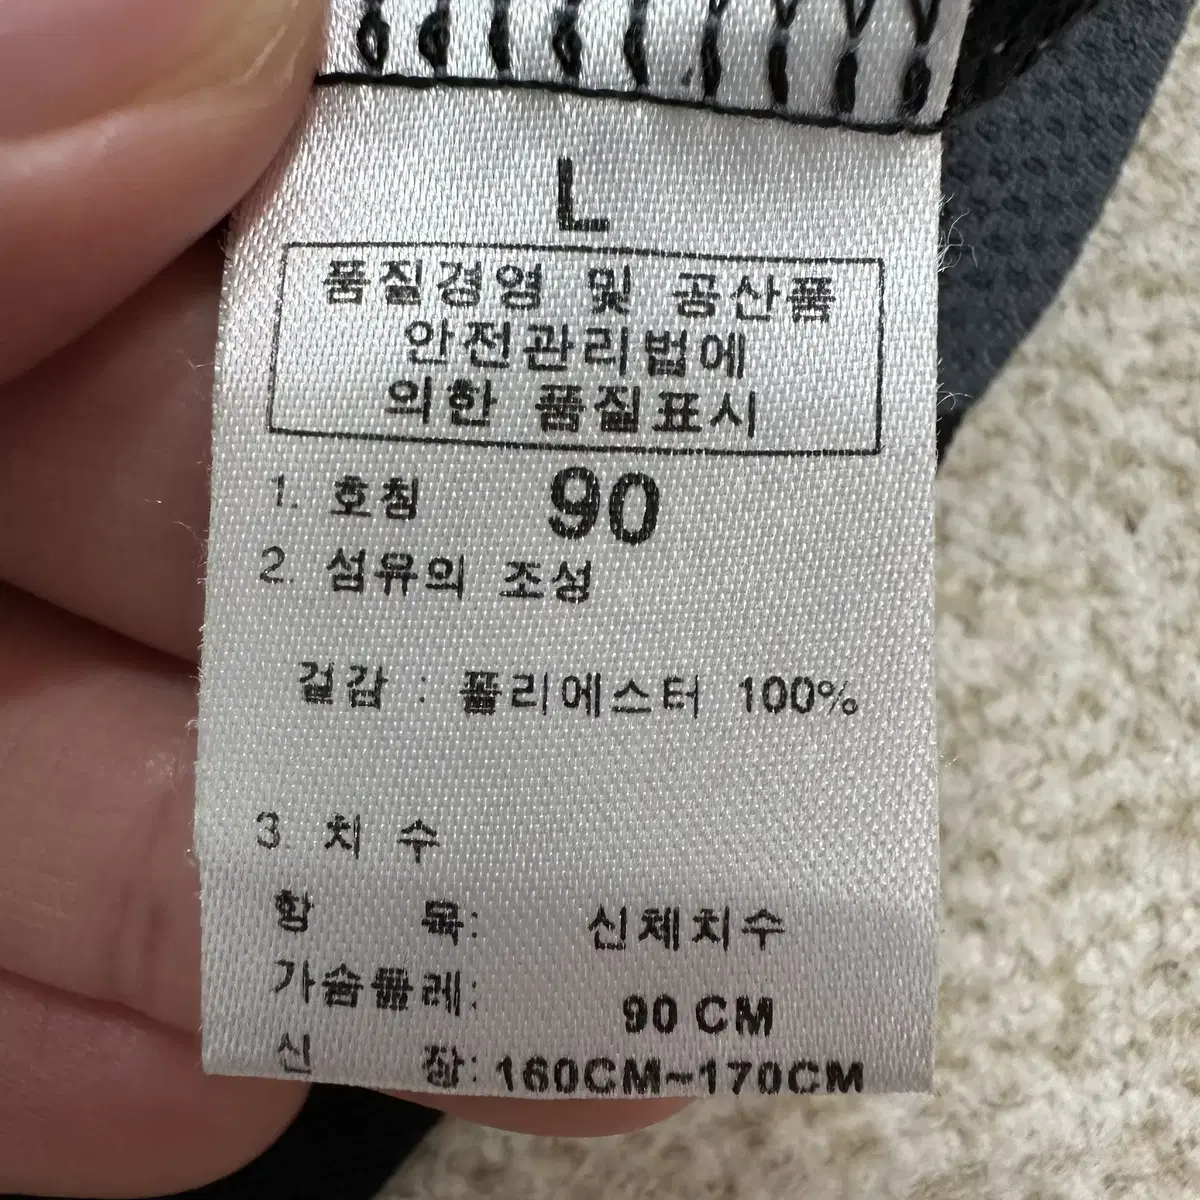 L
품질경영 및 공산품
안전관리법에
의한 품질표시
1. 호칭 90
2. 섬유의 조성
겉감 : 폴리에스터 100%
3. 치 수
항 목: 신체치수
가슴둘레: 90 CM
신 장: 160CM~170CM